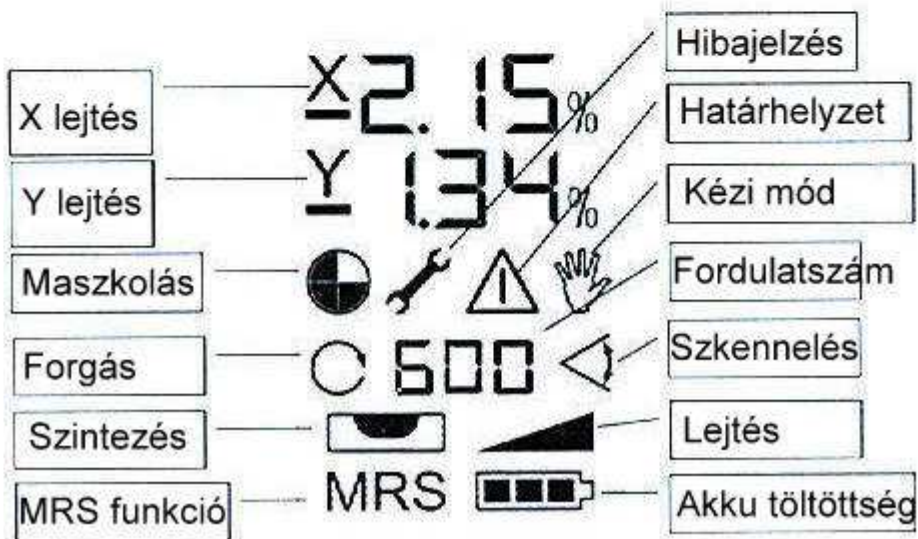 Hibajelzés
X 2.15%
X lejtés
Határhelyzet
Y 1.34%
Y lejtés
Kézi mód
Maszkolás
Fordulatszám
Forgás
600
Szkennelés
Szintezés
Lejtés
MRS funkció
MRS
Akku töltöttség